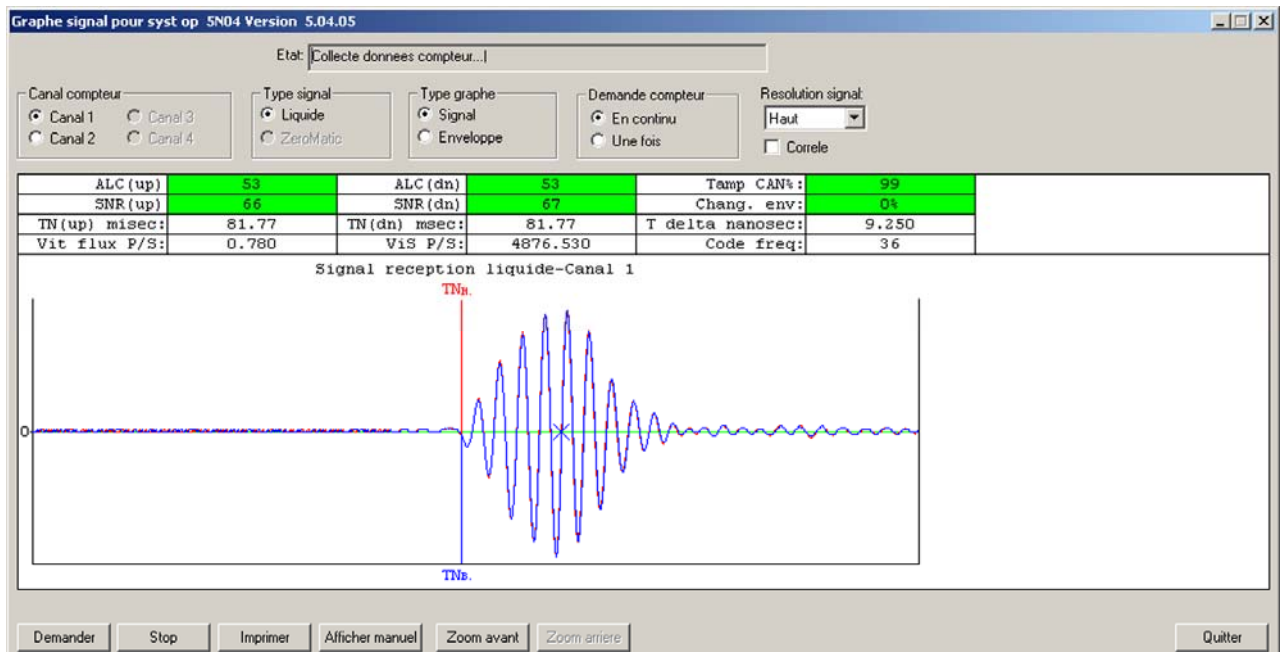 Graphe signal pour syst op 5N04 Version 5.04.05
Etat: Collecte donnees compteur...|
Canal compteur Type signal Type graphe Demande compteur Resolution signal:
Canal 1 Canal 3 Liquide Signal En continu Haut
Canal 2 Canal 4 ZeroMatic Enveloppe Une fois Correle
ALC(up) 53 ALC(dn) 53 Tamp CAN%: 99
SNR(up) 66 SNR(dn) 67 Chang. env: 0%
TN(up) misec: 81.77 TN(dn) msec: 81.77 T delta nanosec: 9.250
Vit flux P/S: 0.780 ViS P/S: 4876.530 Code freq: 36
Signal reception liquide-Canal 1
TNB.
0
TNB.
Demander Stop Imprimer Afficher manuel Zoom avant Zoom arriere Quitter